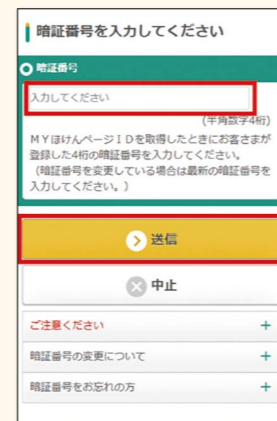 暗証番号を入力してください
暗証番号
入力してください
(半角数字4桁)
ＭＹほけんページＩＤを取得したときにお客さまが
登録した4桁の暗証番号を入力してください。
（暗証番号を変更している場合は最新の暗証番号を
入力してください。）
送信
中止
ご注意ください
暗証番号の変更について
暗証番号をお忘れの方